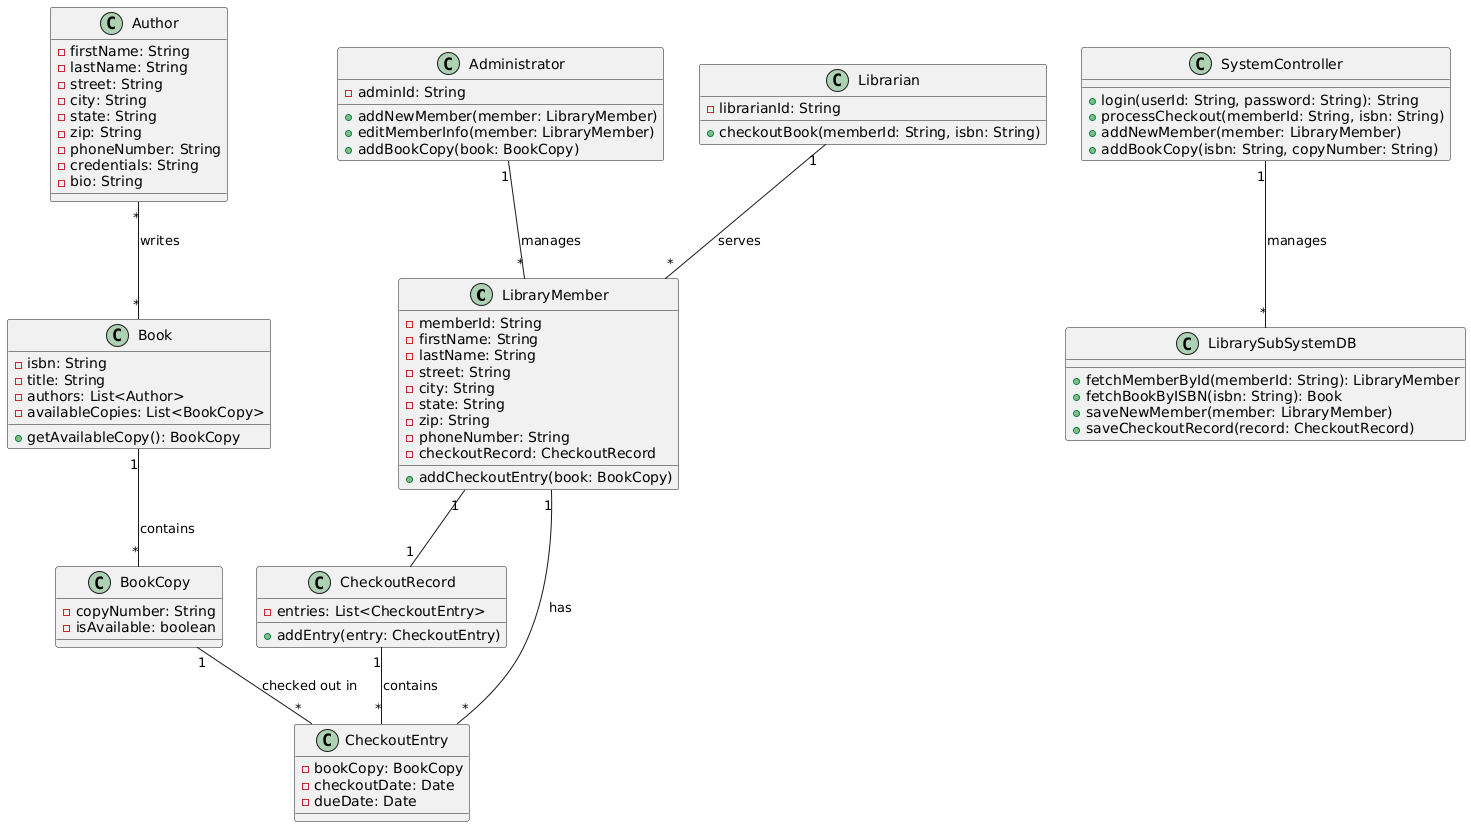 C Author
firstName: String
lastName: String
street: String
city: String
state: String
zip: String
phoneNumber: String
credentials: String
bio: String
C Administrator
adminId: String
addNewMember(member: LibraryMember)
editMemberInfo(member: LibraryMember)
addBookCopy(book: BookCopy)
C Librarian
librarianId: String
checkoutBook(memberId: String, isbn: String)
C SystemController
login(userId: String, password: String): String
processCheckout(memberId: String, isbn: String)
addNewMember(member: LibraryMember)
addBookCopy(isbn: String, copyNumber: String)
*
writes
*
1
manages
*
1
serves
*
1
manages
*
C Book
isbn: String
title: String
authors: List<Author>
availableCopies: List<BookCopy>
getAvailableCopy(): BookCopy
C LibraryMember
memberId: String
firstName: String
lastName: String
street: String
city: String
state: String
zip: String
phoneNumber: String
checkoutRecord: CheckoutRecord
addCheckoutEntry(book: BookCopy)
C LibrarySubSystemDB
fetchMemberById(memberId: String): LibraryMember
fetchBookByISBN(isbn: String): Book
saveNewMember(member: LibraryMember)
saveCheckoutRecord(record: CheckoutRecord)
1
contains
*
1
1
1
has
*
C BookCopy
copyNumber: String
isAvailable: boolean
C CheckoutRecord
entries: List<CheckoutEntry>
addEntry(entry: CheckoutEntry)
1
checked out in
*
1
contains
*
C CheckoutEntry
bookCopy: BookCopy
checkoutDate: Date
dueDate: Date